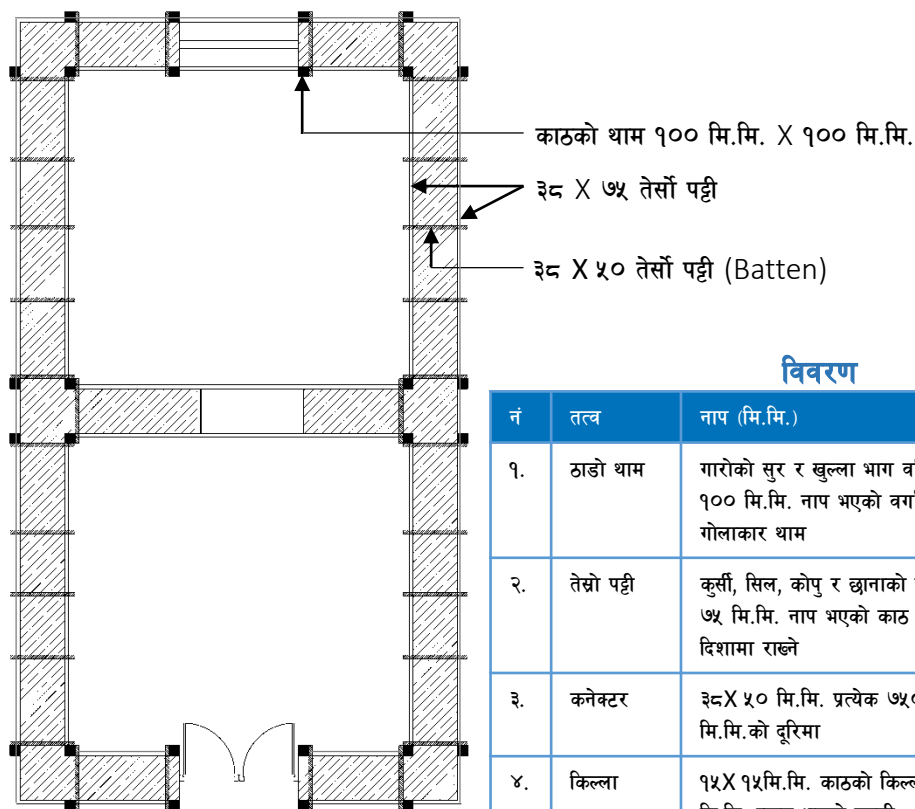 काठको थाम १०० मि.मि. X १०० मि.मि.
३८ X ७५ तेर्सो पट्टी
३८ X ५० तेर्सो पट्टी (Batten)
विवरण
नं तत्व नाप (मि.मि.)
१. ठाडो थाम गारोको सुर र खुल्ला भाग
१०० मि.मि. नाप भएको
गोलाकार थाम
२. तेस्रो पट्टी कुर्सी, सिल, कोपु र छानाको
७५ मि.मि. नाप भएको काठ
दिशामा राख्ने
३. कनेक्टर ३८X ५० मि.मि. प्रत्येक
मि.मि.को दूरिमा
४. किल्ला १५X १५मि.मि. काठको